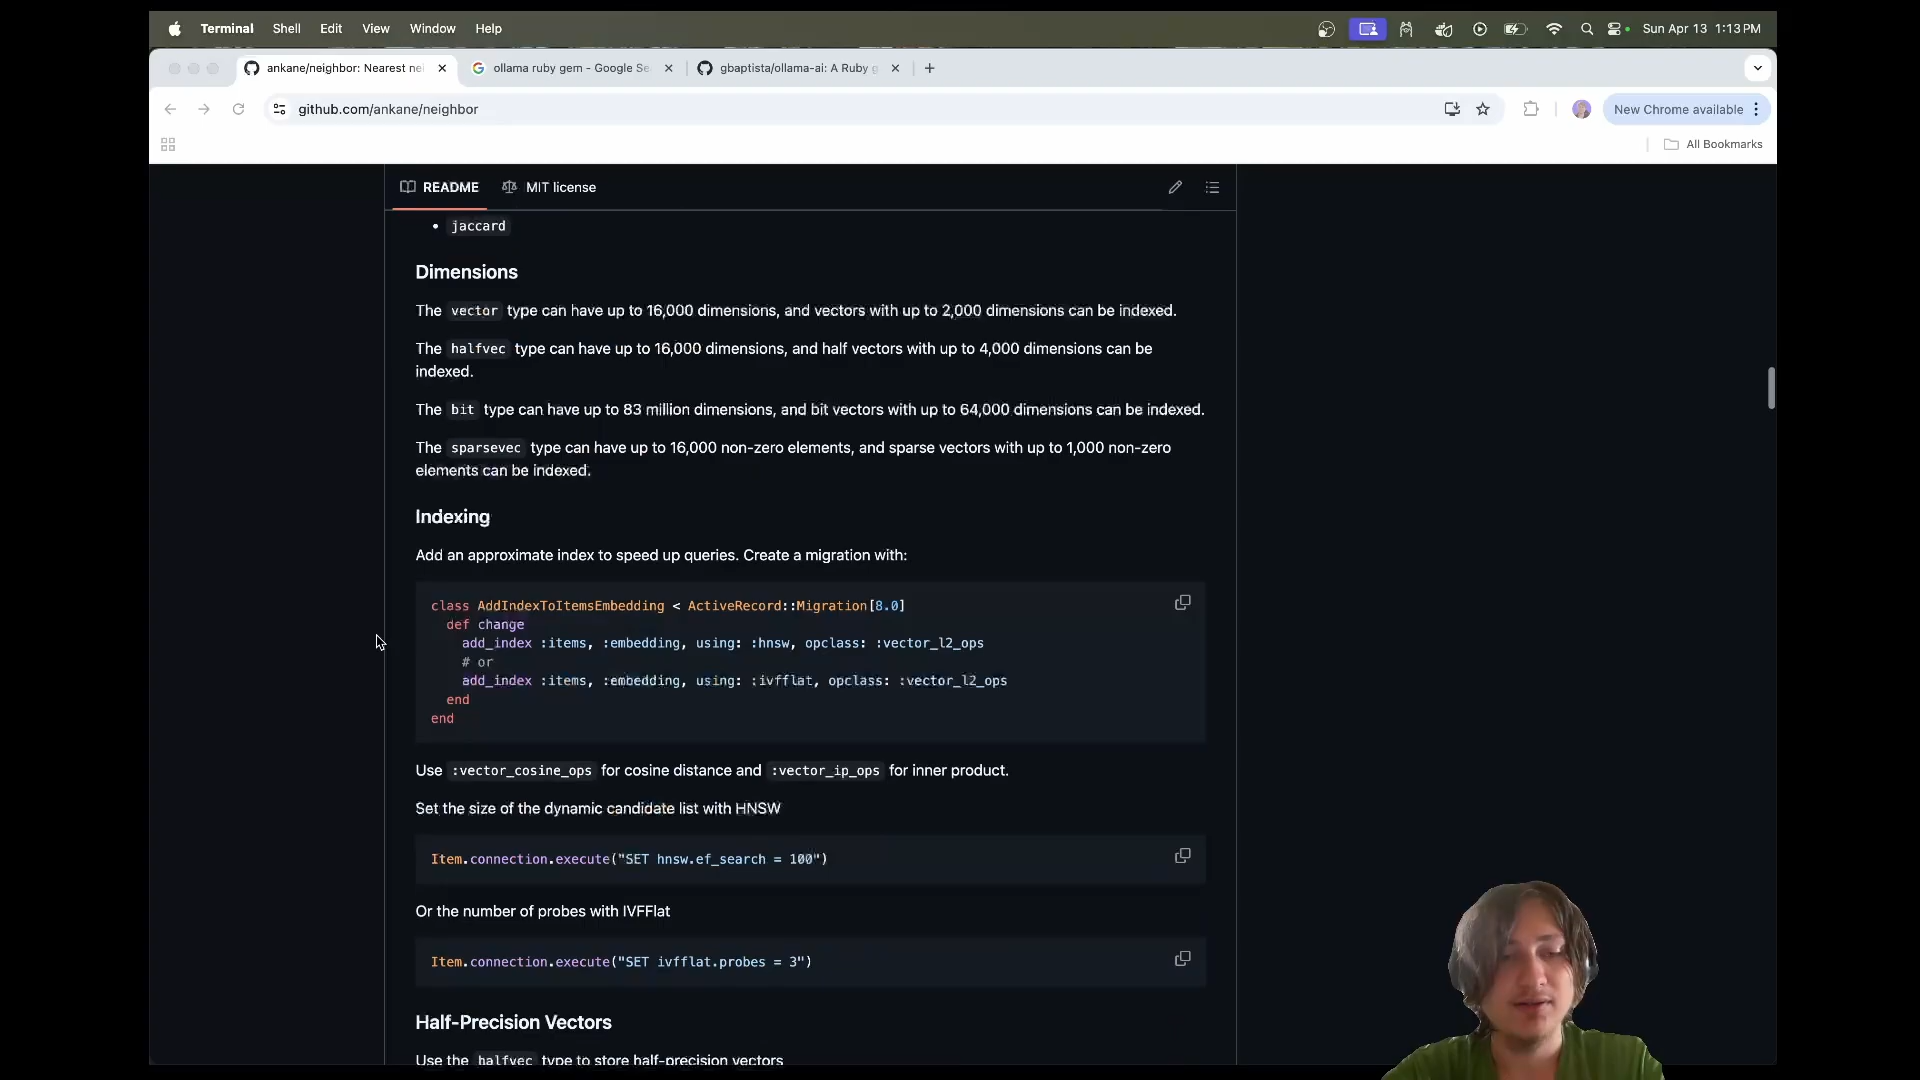 Terminal Shell Edit View Window Help Sun Apr 13 1:13 PM
ankane/neighbor: Nearest nei ollama ruby gem - Google Se gbaptista/ollama-ai: A Ruby g
github.com/ankane/neighbor New Chrome available
All Bookmarks
README MIT license
• jaccard
Dimensions
The vector type can have up to 16,000 dimensions, and vectors with up to 2,000 dimensions can be indexed.
The halfvec type can have up to 16,000 dimensions, and half vectors with up to 4,000 dimensions can be
indexed.
The bit type can have up to 83 million dimensions, and bit vectors with up to 64,000 dimensions can be indexed.
The sparsevec type can have up to 16,000 non-zero elements, and sparse vectors with up to 1,000 non-zero
elements can be indexed.
Indexing
Add an approximate index to speed up queries. Create a migration with:
class AddIndexToItemsEmbedding < ActiveRecord::Migration[8.0]
def change
add_index :items, :embedding, using: :hnsw, opclass: :vector_l2_ops
# or
add_index :items, :embedding, using: :ivfflat, opclass: :vector_l2_ops
end
end
Use :vector_cosine_ops for cosine distance and :vector_ip_ops for inner product.
Set the size of the dynamic candidate list with HNSW
Item.connection.execute("SET hnsw.ef_search = 100")
Or the number of probes with IVFFlat
Item.connection.execute("SET ivfflat.probes = 3")
Half-Precision Vectors
Use the halfvec type to store half-precision vectors